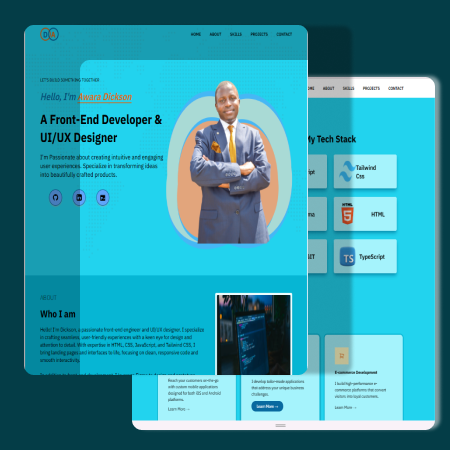 DA
HOME ABOUT SKILLS PROJECTS CONTACT
LET'S BUILD SOMETHING TOGETHER
Hello, I'm Awara Dickson
A Front-End Developer &
UI/UX Designer
I'm Passionate about creating intuitive and engaging
user experiences. Specialize in transforming ideas
into beautifully crafted products.
ABOUT
Who I am
Hello! I'm Dickson, a passionate front-end engineer and UI/UX designer. I specialize
in crafting seamless, user-friendly experiences with a keen eye for design and
attention to detail. With expertise in HTML, CSS, JavaScript, and Tailwind CSS, I
bring landing pages and interfaces to life, focusing on clean, responsive code and
smooth interactivity.
ABOUT SKILLS PROJECTS CONTACT
My Tech Stack
Tailwind
Css
HTML
HTML
TS TypeScript
Reach your customers on-the-go
with custom mobile applications
designed for both iOS and Android
platforms.
Learn More →
I develop tailor-made applications
that address your unique business
challenges.
Learn More →
E-commerce Development
I build high-performance e-
commerce platforms that convert
visitors into loyal customers.
Learn More →